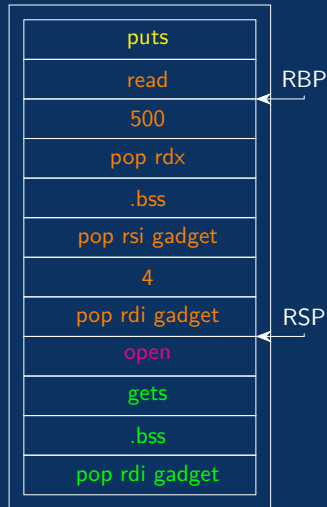 puts
read
RBP
500
pop rdx
.bss
pop rsi gadget
4
pop rdi gadget
RSP
open
gets
.bss
pop rdi gadget